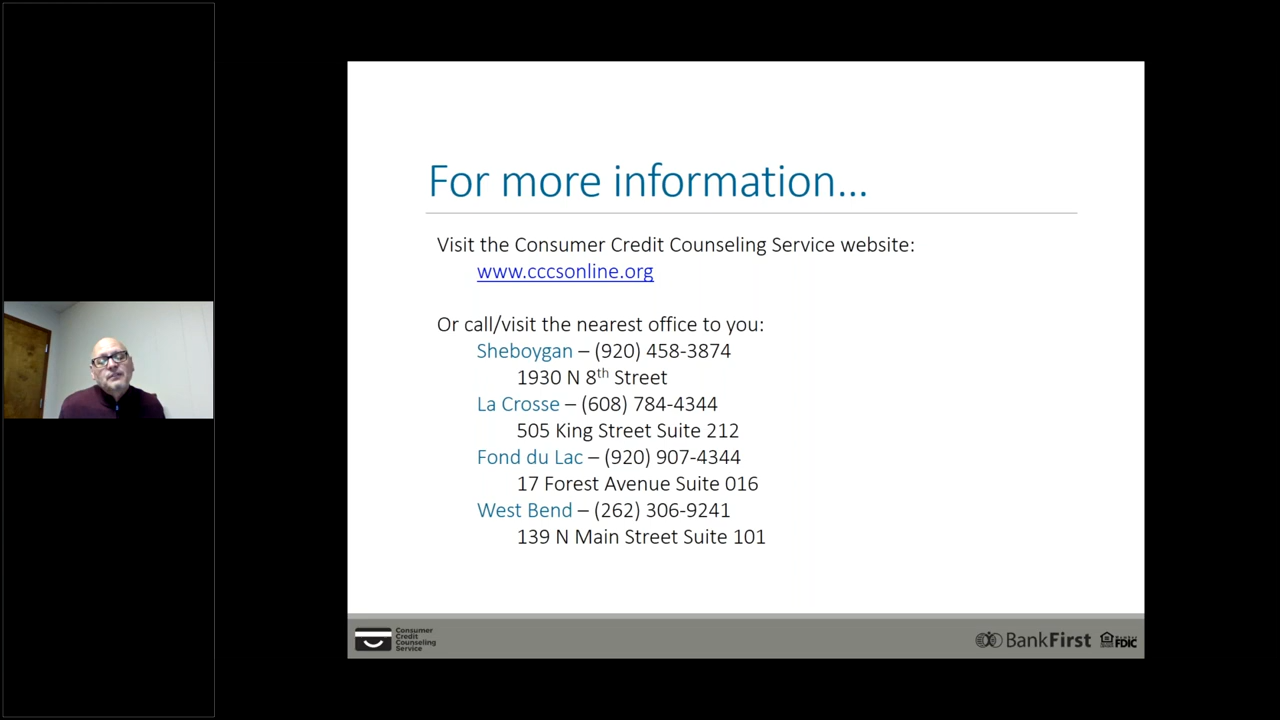 For more information...
Visit the Consumer Credit Counseling Service website:
www.cccsonline.org
Or call/visit the nearest office to you:
Sheboygan – (920) 458-3874
1930 N 8th Street
La Crosse – (608) 784-4344
505 King Street Suite 212
Fond du Lac – (920) 907-4344
17 Forest Avenue Suite 016
West Bend – (262) 306-9241
139 N Main Street Suite 101
Consumer
Credit
Counseling
Service
BankFirst
FDIC